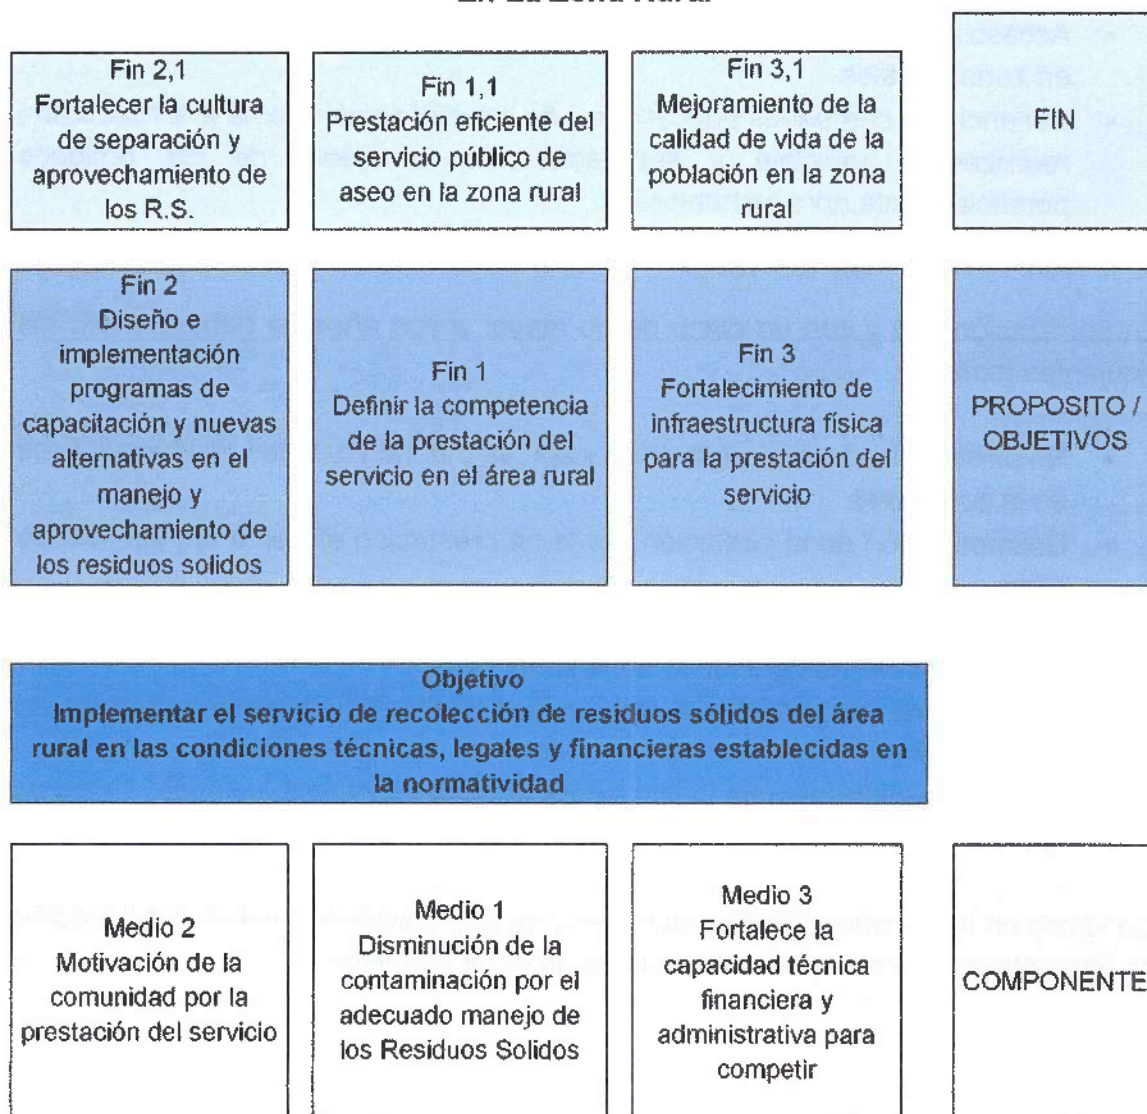 En La Zona Rural
Fin 2,1
Fortalecer la cultura
de separación y
aprovechamiento de
los R.S.
Fin 1,1
Prestación eficiente del
servicio público de
aseo en la zona rural
Fin 3,1
Mejoramiento de la
calidad de vida de la
población en la zona
rural
FIN
Fin 2
Diseño e
implementación
programas de
capacitación y nuevas
alternativas en el
manejo y
aprovechamiento de
los residuos solidos
Fin 1
Definir la competencia
de la prestación del
servicio en el área rural
Fin 3
Fortalecimiento de
infraestructura física
para la prestación del
servicio
PROPOSITO /
OBJETIVOS
Objetivo
Implementar el servicio de recolección de residuos sólidos del área
rural en las condiciones técnicas, legales y financieras establecidas en
la normatividad
Medio 2
Motivación de la
comunidad por la
prestación del servicio
Medio 1
Disminución de la
contaminación por el
adecuado manejo de
los Residuos Solidos
Medio 3
Fortalece la
capacidad técnica
financiera y
administrativa para
competir
COMPONENTE